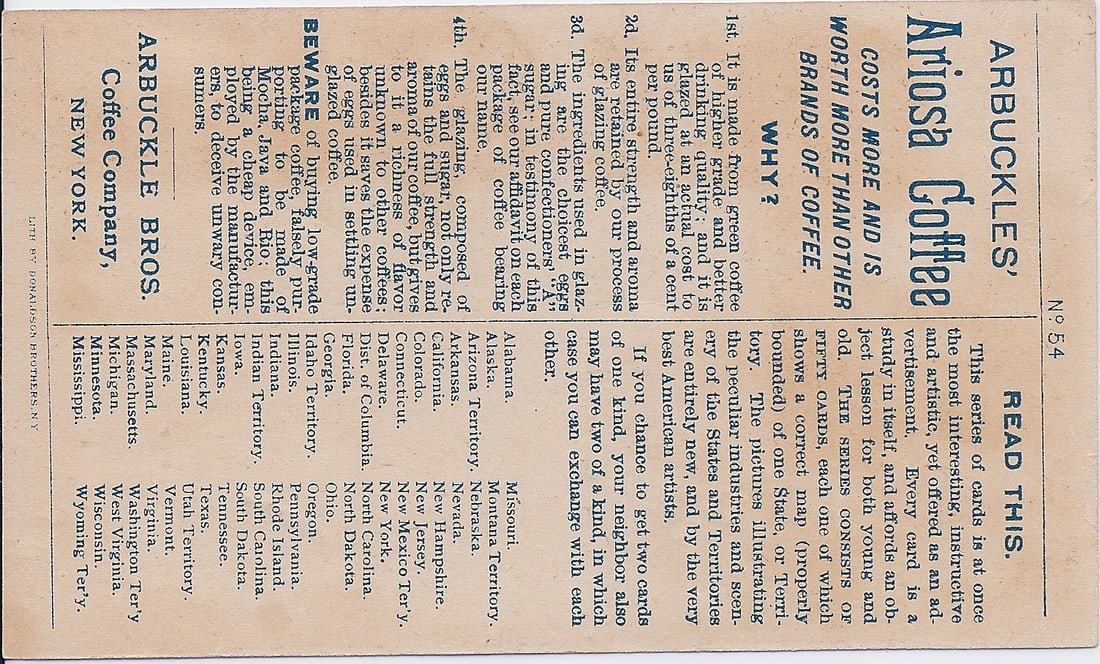 No. 54
ARBUCKLES'
Ariosa Coffee
COSTS MORE AND IS
WORTH MORE THAN OTHER
BRANDS OF COFFEE.
WHY?
1st. It is made from green coffee
of higher grade and better
drinking quality; and it is
glazed at an actual cost to
us of three-eighths of a cent
per pound.
2d. Its entire strength and aroma
are retained by our process
of glazing coffee.
3d. The ingredients used in glaz-
ing are the choicest eggs
and pure confectioners' "A"
sugar; in testimony of this
fact, see our affidavit on each
package of coffee bearing
our name.
4th. The glazing, composed of
eggs and sugar, not only re-
tains the full strength and
aroma of our coffee, but gives
to it a richness of flavor
unknown to other coffees;
besides it saves the expense
of eggs used in settling un-
glazed coffee.
BEWARE of buying low-grade
package coffee, falsely pur-
porting to be made of
Mocha, Java and Rio; this
being a cheap device, em-
ployed by the manufactur-
ers, to deceive unwary con-
sumers.
ARBUCKLE BROS.
Coffee Company,
NEW YORK.
READ THIS.
This series of cards is at once
the most interesting, instructive
and artistic, yet offered as an ad-
vertisement. Every card is a
study in itself, and affords an ob-
ject lesson for both young and
old. THE SERIES CONSISTS OF
FIFTY CARDS, each one of which
shows a correct map (properly
bounded) of one State, or Terri-
tory. The pictures illustrating
the peculiar industries and scen-
ery of the States and Territories
are entirely new, and by the very
best American artists.
If you chance to get two cards
of one kind, your neighbor also
may have two of a kind, in which
case you can exchange with each
other.
Alabama.
Alaska.
Arizona Territory.
Arkansas.
California
Colorado.
Connecticut.
Delaware.
Dist. of Columbia.
Florida.
Georgia.
Idaho Territory.
Illinois.
Indiana.
Indian Territory.
Iowa.
Kansas.
Kentucky.
Louisiana.
Maine.
Maryland.
Massachusetts.
Michigan.
Minnesota.
Mississippi.
Missouri.
Montana Territory.
Nebraska.
Nevada.
New Hampshire.
New Jersey.
New Mexico Ter'y.
New York.
North Carolina.
North Dakota.
Ohio.
Oregon.
Pennsylvania.
Rhode Island.
South Carolina.
South Dakota.
Tennessee.
Texas.
Utah Territory.
Vermont.
Virginia.
Washington Ter'y
West Virginia.
Wisconsin.
Wyoming Ter'y.
LITH BY DONALDSON BROTHERS, N.Y